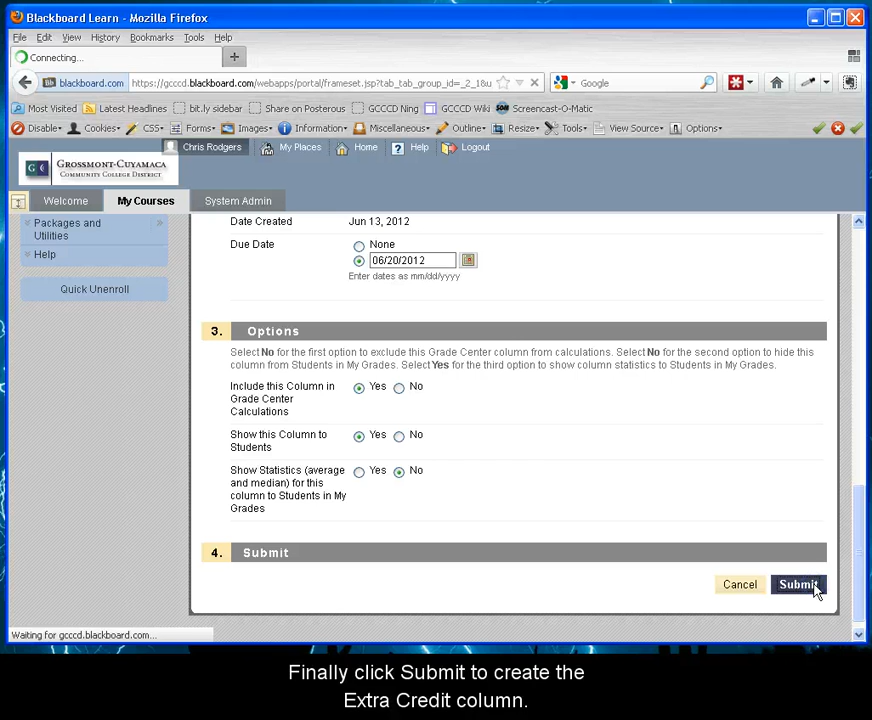 Blackboard Learn - Mozilla Firefox
File Edit View History Bookmarks Tools Help
Connecting...
blackboard.com https://gcccd.blackboard.com/webapps/portal/frameset.jsp?tab_tab_group_id=_2_1&u Google
Most Visited Latest Headlines bit.ly sidebar Share on Posterous GCCCD Ning GCCCD Wiki Screencast-O-Matic
Disable Cookies CSS Forms Images Information Miscellaneous Outline Resize Tools View Source Options
Chris Rodgers My Places Home Help Logout
GROSSMONT-CUYAMACA
COMMUNITY COLLEGE DISTRICT
Welcome My Courses System Admin
Packages and
Utilities
Help
Quick Unenroll
Date Created Jun 13, 2012
Due Date None
06/20/2012
Enter dates as mm/dd/yyyy
3. Options
Select No for the first option to exclude this Grade Center column from calculations. Select No for the second option to hide this
column from Students in My Grades. Select Yes for the third option to show column statistics to Students in My Grades.
Include this Column in Yes No
Grade Center
Calculations
Show this Column to Yes No
Students
Show Statistics (average Yes No
and median) for this
column to Students in My
Grades
4. Submit
Cancel Submit
Waiting for gcccd.blackboard.com...
Finally click Submit to create the
Extra Credit column.